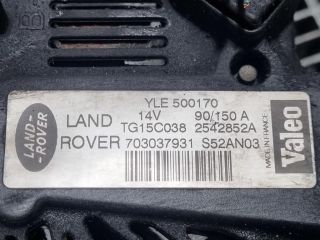 LAND-
ROVER
YLE 500170
LAND 14V 90/150 A
TG15C038 2542852A
ROVER 703037931 S52AN03
MADE IN FRANCE
Valeo